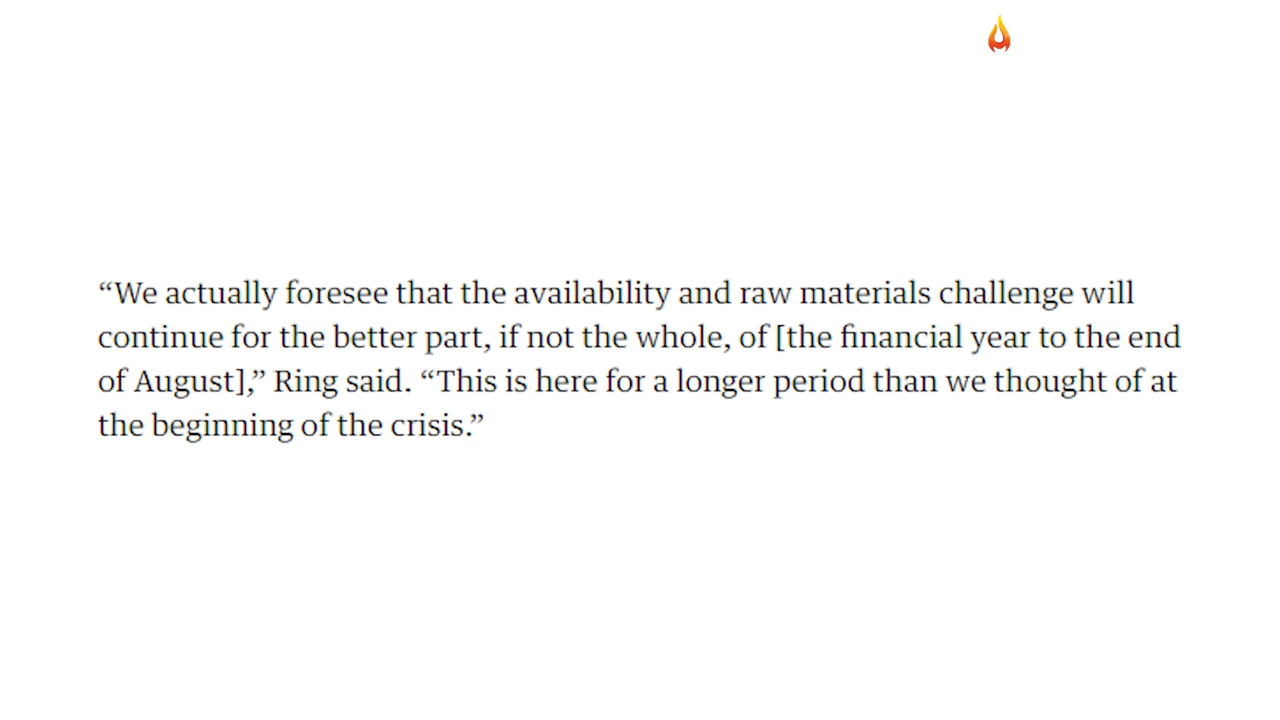 “We actually foresee that the availability and raw materials challenge will
continue for the better part, if not the whole, of [the financial year to the end
of August],” Ring said. “This is here for a longer period than we thought of at
the beginning of the crisis.”